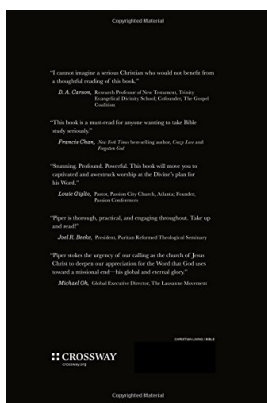 Copyrighted Material
"I cannot imagine a serious Christian who would not benefit from
a thoughtful reading of this book."
D. A. Carson, Research Professor of New Testament, Trinity
Evangelical Divinity School; Cofounder, The Gospel
Coalition
"This book is a must-read for anyone wanting to take Bible
study seriously."
Francis Chan, New York Times best-selling author, Crazy Love and
Forgotten God
"Stunning. Profound. Powerful. This book will move you to
captivated and awestruck worship at the Divine's plan for
his Word."
Louie Giglio, Pastor, Passion City Church, Atlanta; Founder,
Passion Conferences
"Piper is thorough, practical, and engaging throughout. Take up
and read!"
Joel R. Beeke, President, Puritan Reformed Theological Seminary
"Piper stokes the urgency of our calling as the church of Jesus
Christ to deepen our appreciation for the Word that God uses
toward a missional end—his global and eternal glory."
Michael Oh, Global Executive Director, The Lausanne Movement
CHRISTIAN LIVING / BIBLE
CROSSWAY
crossway.org
Copyrighted Material